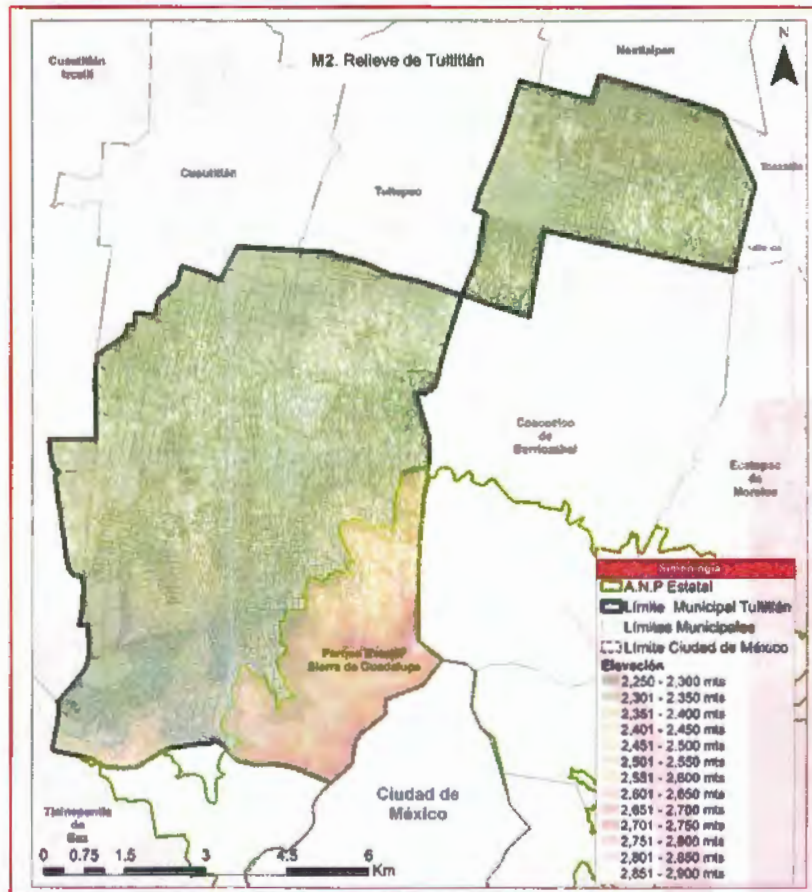 M2. Relieve de Tultitlán
N
Cuautitlán
Izcalli
Nextlalpan
Cuautitlán
Tultepec
Coacalco
de
Berriozábal
Ecatepec
de
Morelos
Parque Estatal
Sierra de Guadalupe
Ciudad de
México
Tlalnepantla
de
Baz
0 0.75 1.5 3 4.5 6
Km
Simbología
A.N.P Estatal
Límite Municipal Tultitlán
Límites Municipales
Límite Ciudad de México
Elevación
2,250 - 2,300 mts
2,301 - 2,350 mts
2,351 - 2,400 mts
2,401 - 2,450 mts
2,451 - 2,500 mts
2,501 - 2,550 mts
2,551 - 2,600 mts
2,601 - 2,650 mts
2,651 - 2,700 mts
2,701 - 2,750 mts
2,751 - 2,800 mts
2,801 - 2,850 mts
2,851 - 2,900 mts